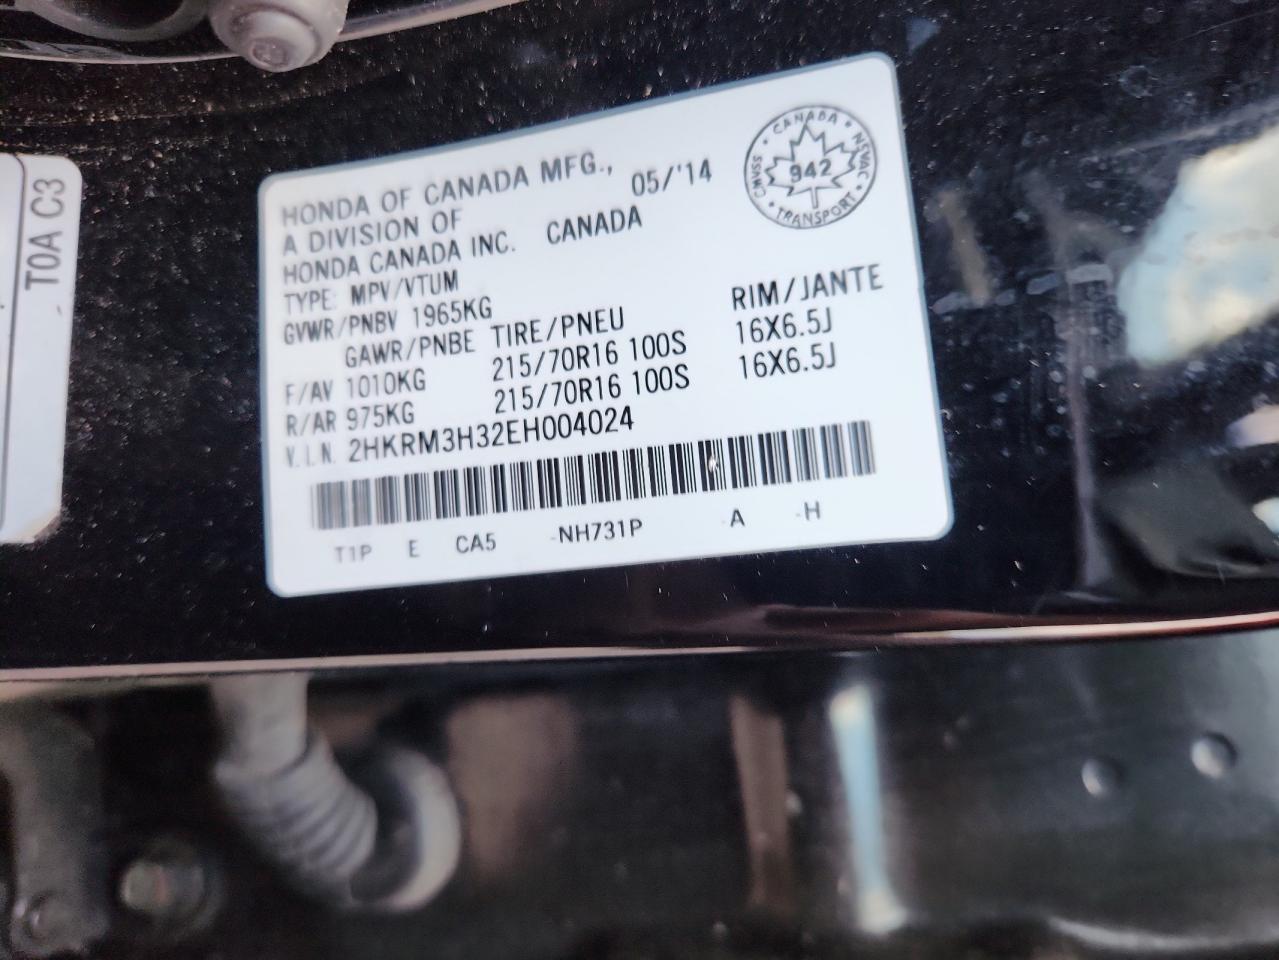 T0A C3
HONDA OF CANADA MFG., 05/'14
A DIVISION OF
HONDA CANADA INC. CANADA
TYPE: MPV/VTUM
GVWR/PNBV 1965KG
GAWR/PNBE TIRE/PNEU RIM/JANTE
F/AV 1010KG 215/70R16 100S 16X6.5J
R/AR 975KG 215/70R16 100S 16X6.5J
V.I.N. 2HKRM3H32EH004024
T1P E CA5 -NH731P -A -H
CANADA
NSVAC
TRANSPORT
CMVSS
942